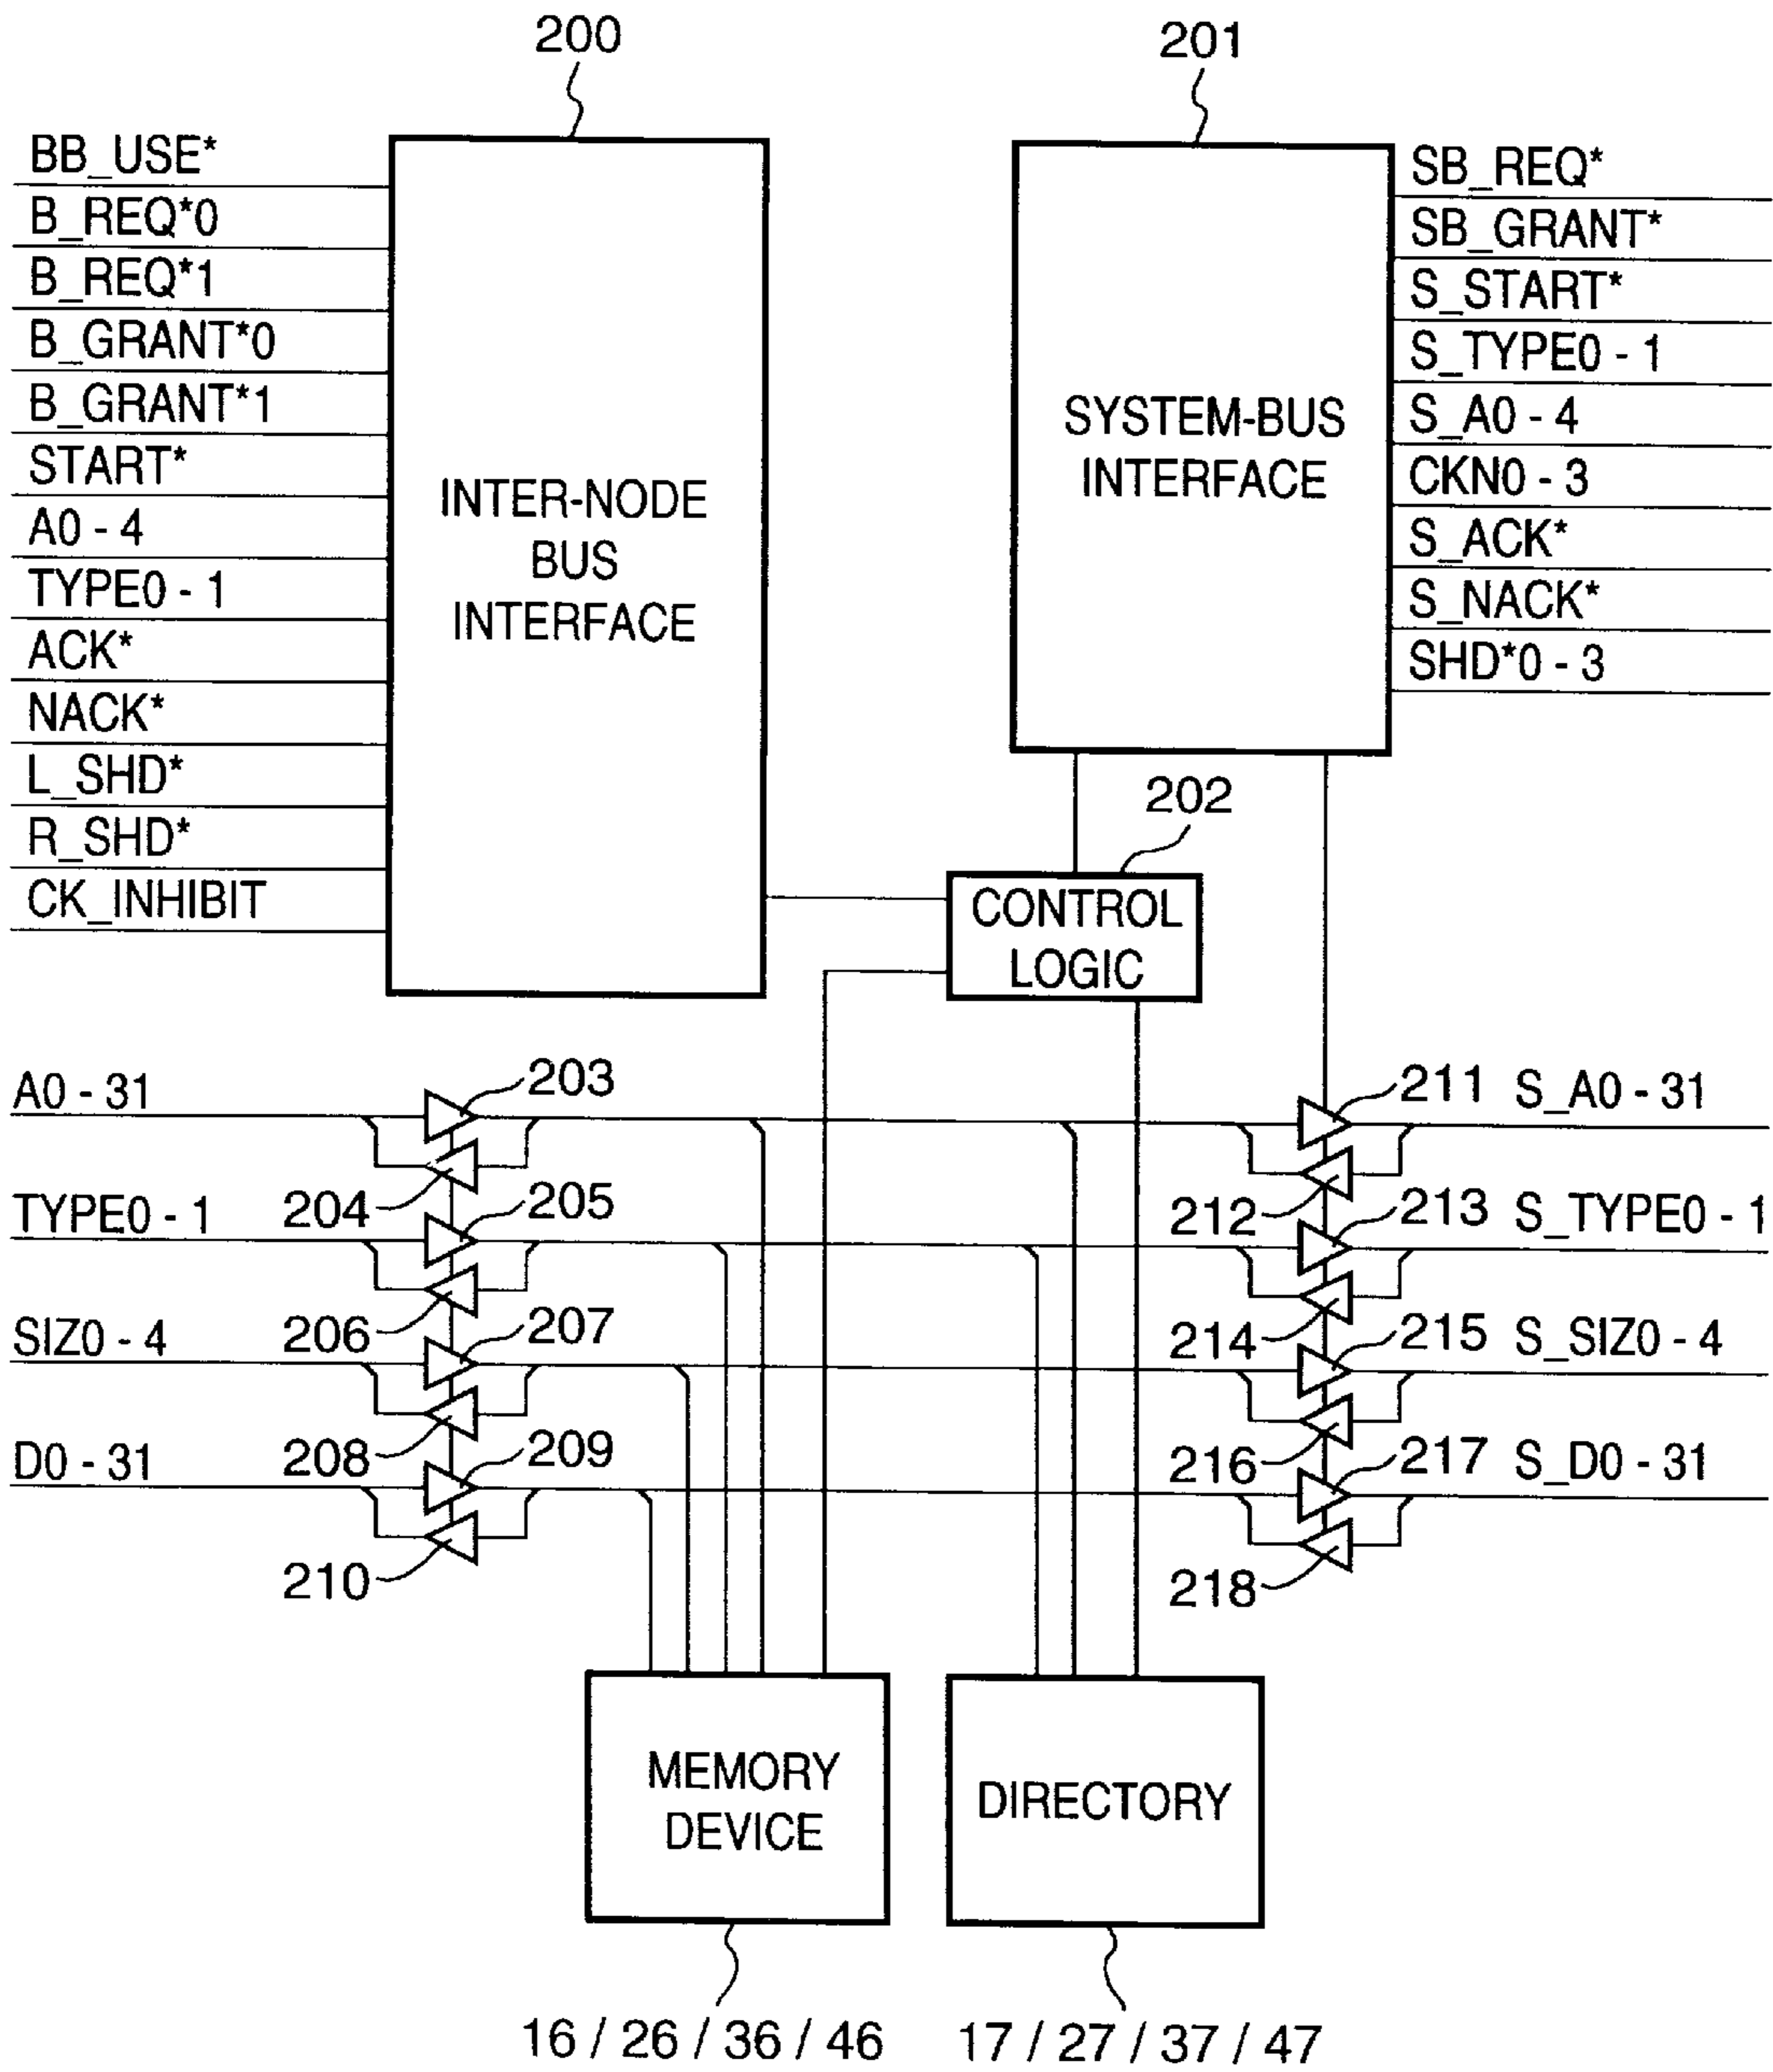 200
201
BB_USE*
B_REQ*0
B_REQ*1
B_GRANT*0
B_GRANT*1
START*
A0 - 4
TYPE0 - 1
ACK*
NACK*
L_SHD*
R_SHD*
CK_INHIBIT
INTER-NODE
BUS
INTERFACE
SYSTEM-BUS
INTERFACE
SB_REQ*
SB_GRANT*
S_START*
S_TYPE0 - 1
S_A0 - 4
CKN0 - 3
S_ACK*
S_NACK*
SHD*0 - 3
202
CONTROL
LOGIC
A0 - 31
203
211
S_A0 - 31
204
212
TYPE0 - 1
205
213
S_TYPE0 - 1
206
214
SIZ0 - 4
207
215
S_SIZ0 - 4
208
216
D0 - 31
209
217
S_D0 - 31
210
218
MEMORY
DEVICE
DIRECTORY
16 / 26 / 36 / 46
17 / 27 / 37 / 47